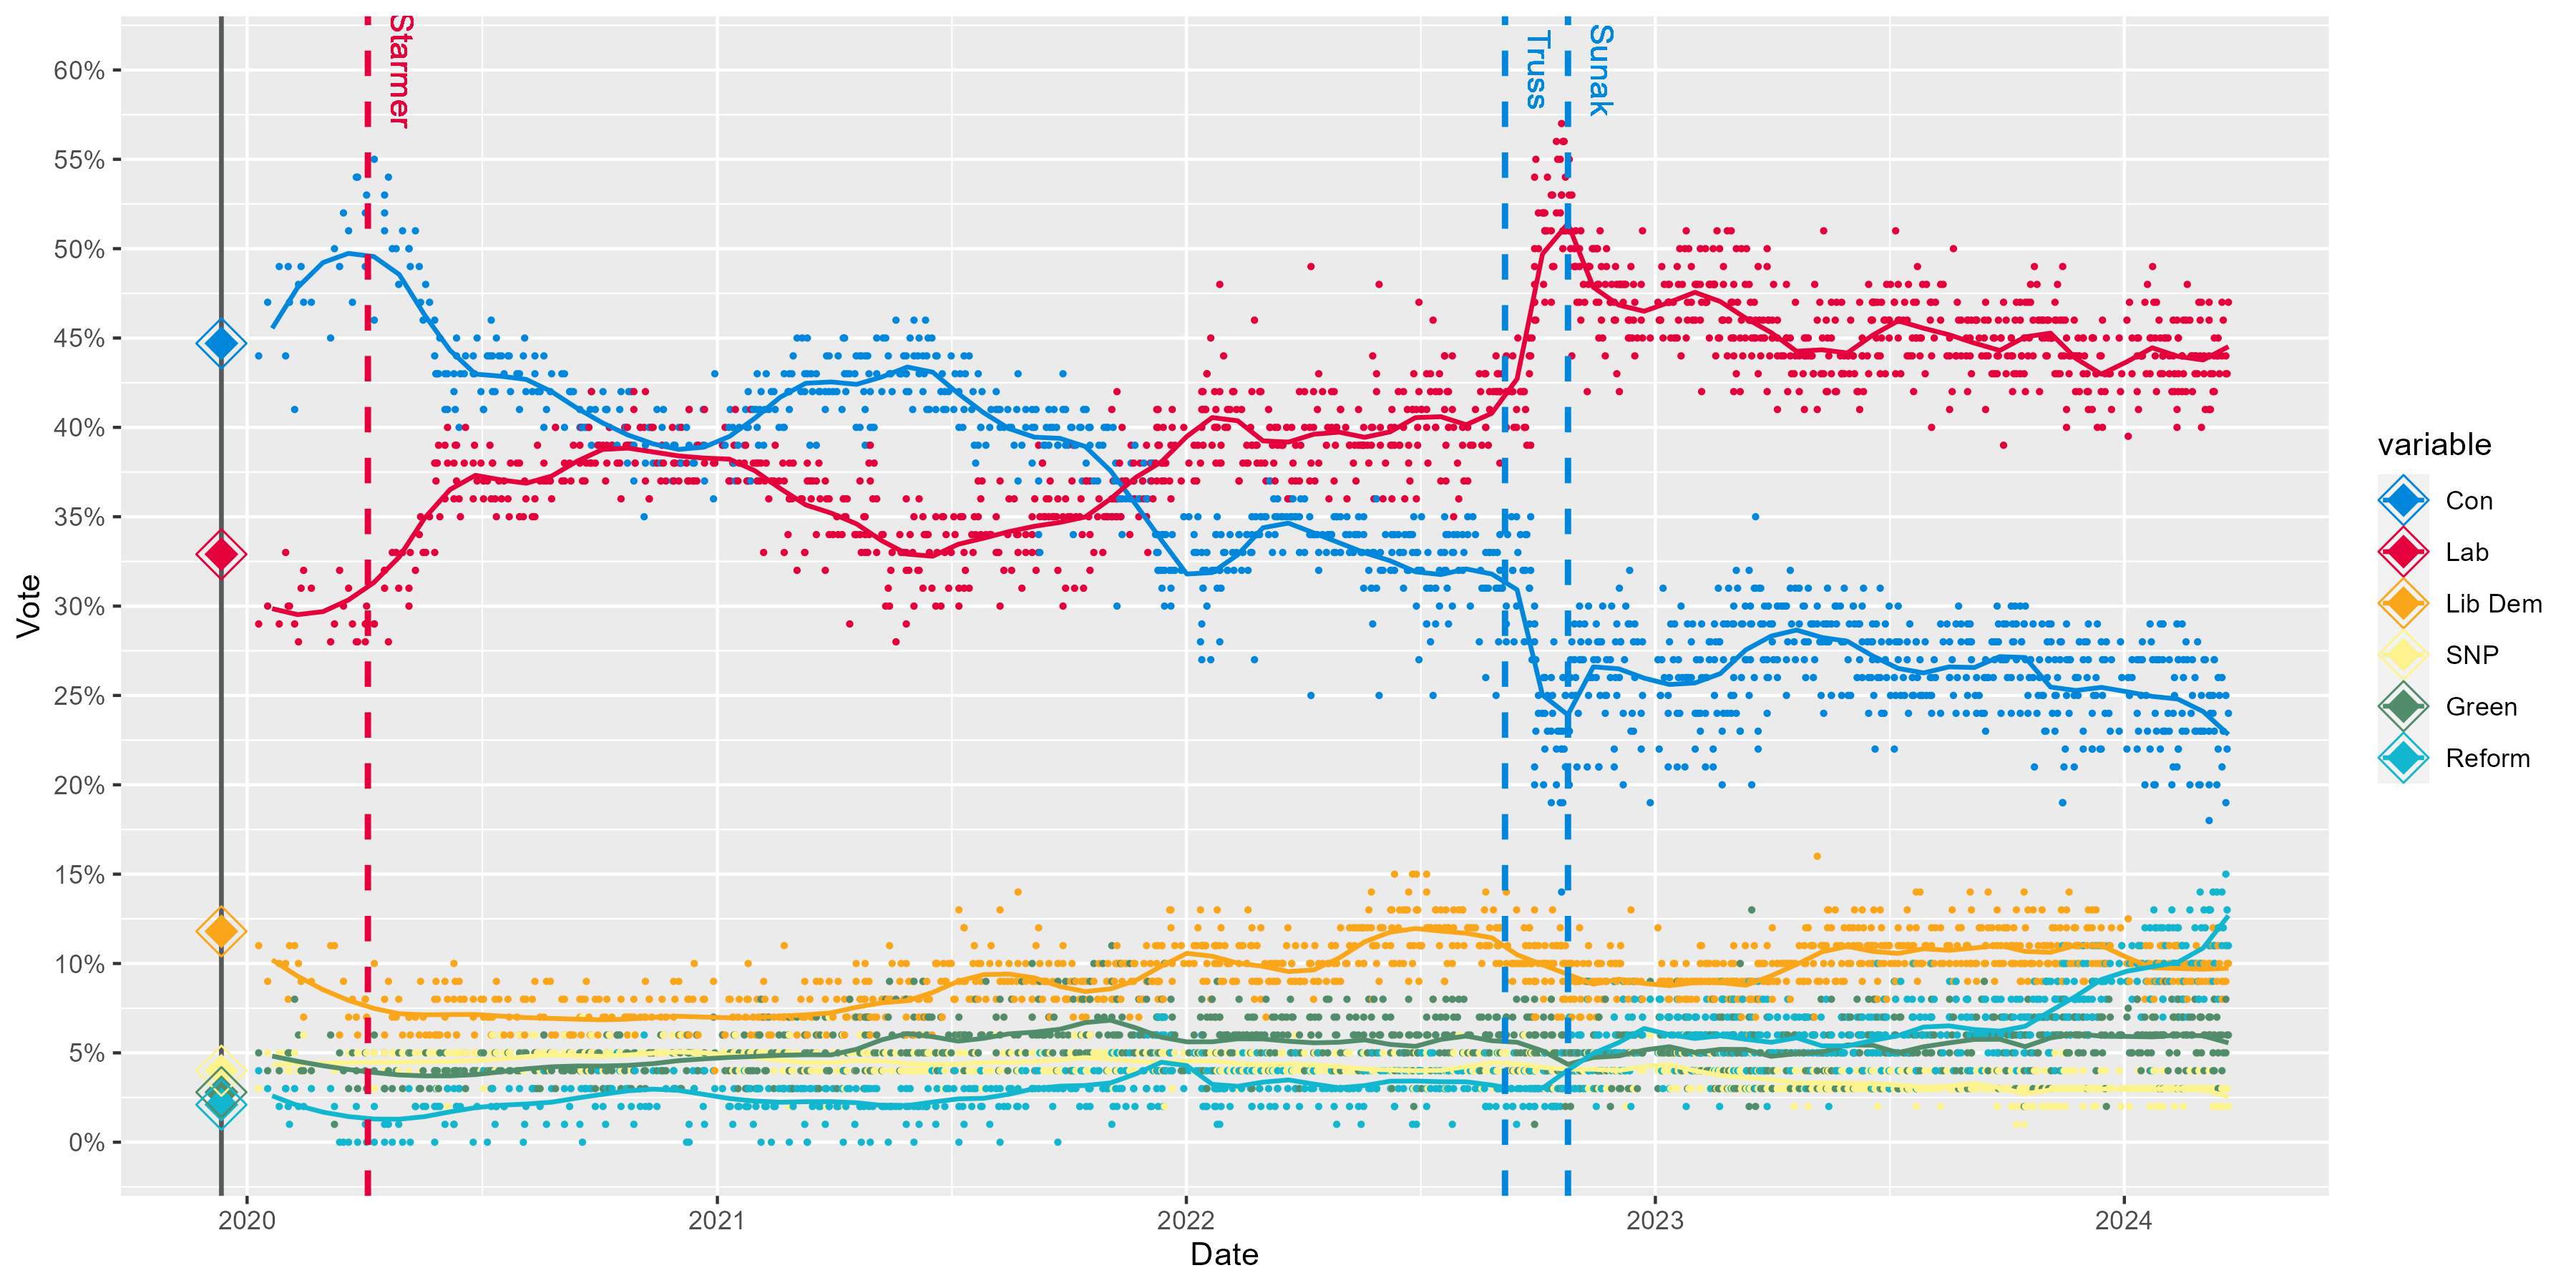 Starmer
Truss
Sunak
60%
55%
50%
45%
40%
35%
30%
25%
20%
15%
10%
5%
0%
Vote
2020
2021
2022
2023
2024
Date
variable
Con
Lab
Lib Dem
SNP
Green
Reform